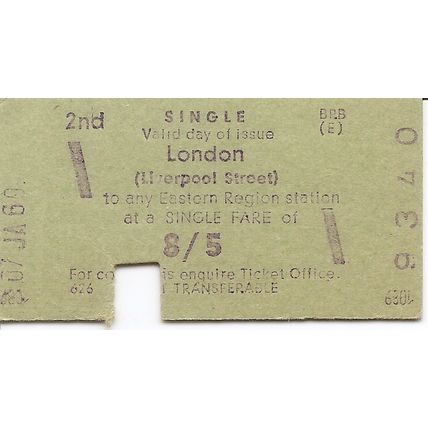 2nd SINGLE BRB
Valid day of issue (E)
London
(Liverpool Street)
to any Eastern Region station
at a SINGLE FARE of
8/5
For co is enquire Ticket Office.
626 T TRANSFERABLE
07 JA 69
9340